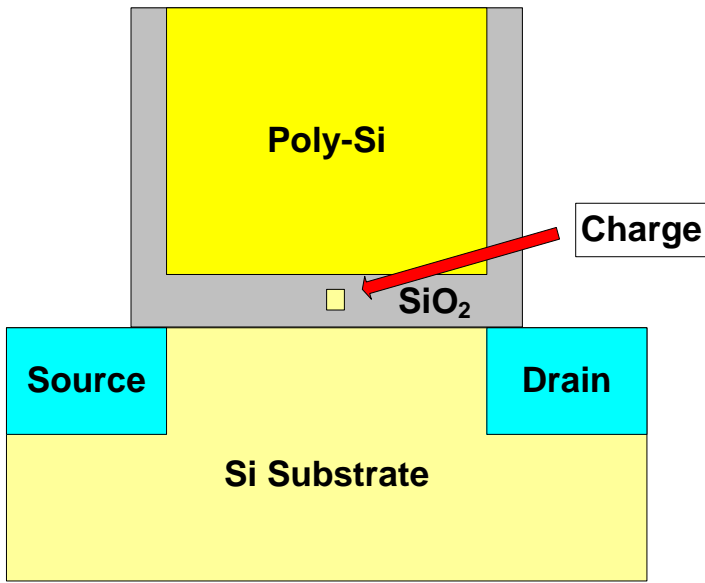 Poly-Si
Charge
SiO₂
Source
Drain
Si Substrate